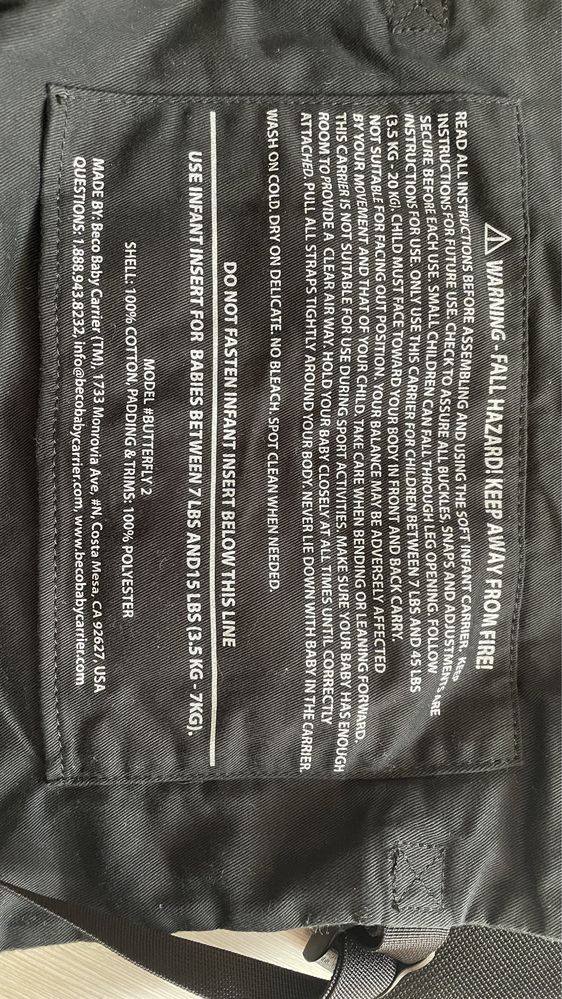 ⚠ WARNING - FALL HAZARD! KEEP AWAY FROM FIRE!
READ ALL INSTRUCTIONS BEFORE ASSEMBLING AND USING THE SOFT INFANT CARRIER. KEEP
INSTRUCTIONS FOR FUTURE USE. CHECK TO ASSURE ALL BUCKLES, SNAPS AND ADJUSTMENTS ARE
SECURE BEFORE EACH USE. SMALL CHILDREN CAN FALL THROUGH LEG OPENING. FOLLOW
INSTRUCTIONS FOR USE. ONLY USE THIS CARRIER FOR CHILDREN BETWEEN 7 LBS AND 45 LBS
(3.5 KG - 20 KG). CHILD MUST FACE TOWARD YOUR BODY IN FRONT AND BACK CARRY.
NOT SUITABLE FOR FACING OUT POSITION. YOUR BALANCE MAY BE ADVERSELY AFFECTED
BY YOUR MOVEMENT AND THAT OF YOUR CHILD, TAKE CARE WHEN BENDING OR LEANING FORWARD.
THIS CARRIER IS NOT SUITABLE FOR USE DURING SPORT ACTIVITIES. MAKE SURE YOUR BABY HAS ENOUGH
ROOM TO PROVIDE A CLEAR AIR WAY. HOLD YOUR BABY CLOSELY AT ALL TIMES UNTIL CORRECTLY
ATTACHED. PULL ALL STRAPS TIGHTLY AROUND YOUR BODY. NEVER LIE DOWN WITH BABY IN THE CARRIER.
WASH ON COLD, DRY ON DELICATE. NO BLEACH. SPOT CLEAN WHEN NEEDED.
DO NOT FASTEN INFANT INSERT BELOW THIS LINE
USE INFANT INSERT FOR BABIES BETWEEN 7 LBS AND15 LBS (3.5 KG - 7KG).
MODEL #BUTTERFLY 2
SHELL: 100% COTTON, PADDING & TRIMS: 100% POLYESTER
MADE BY: Beco Baby Carrier (TM), 1733 Monrovia Ave, #N, Costa Mesa, CA 92627, USA
QUESTIONS: 1.888.943.8232, info@becobabycarrier.com, www.becobabycarrier.com